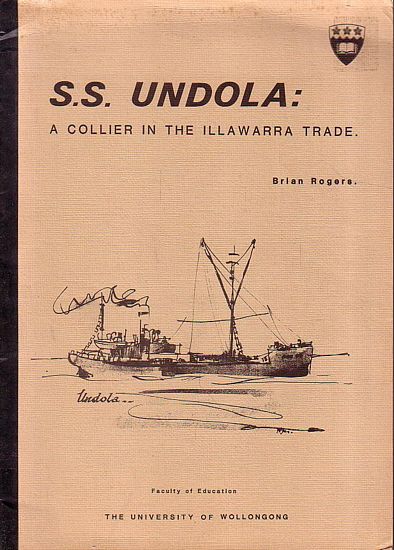 S.S. UNDOLA:
A COLLIER IN THE ILLAWARRA TRADE.
Brian Rogers.
Undola...
Faculty of Education
THE UNIVERSITY OF WOLLONGONG